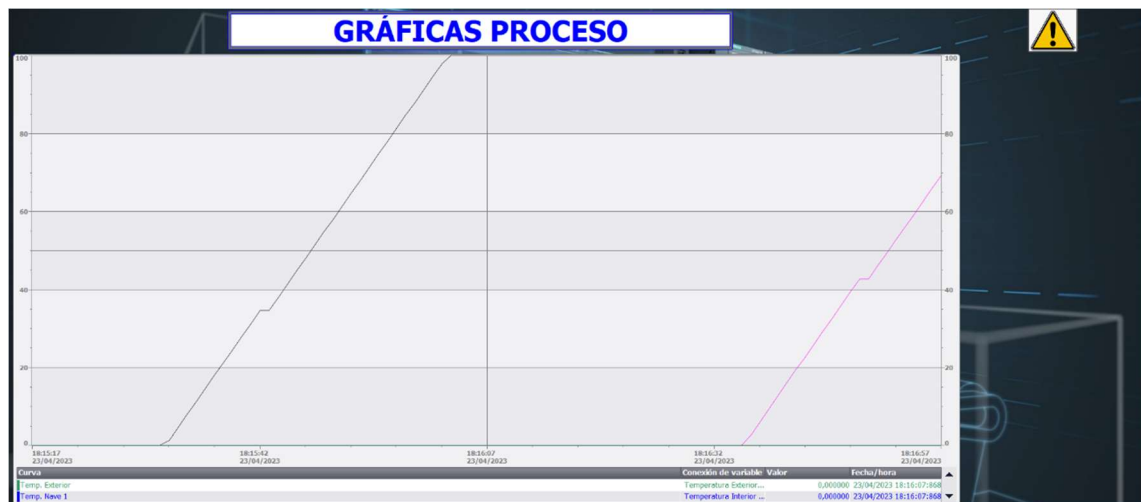 GRÁFICAS PROCESO
100 100
80 80
60 60
40 40
20 20
0 0
18:15:17 18:15:42 18:16:07 18:16:32 18:16:57
23/04/2023 23/04/2023 23/04/2023 23/04/2023 23/04/2023
Curva Conexión de variable Valor Fecha/hora
Temp. Exterior Temperatura Exterior... 0,000000 23/04/2023 18:16:07:868
Temp. Nave 1 Temperatura Interior ... 0,000000 23/04/2023 18:16:07:868